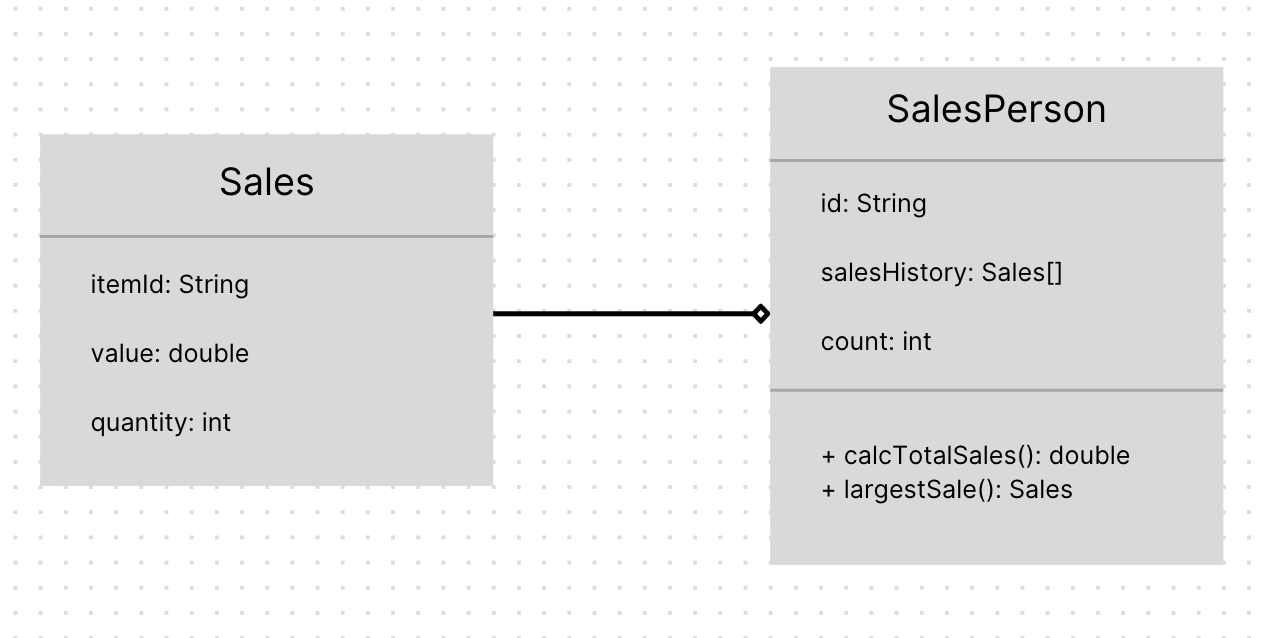 Sales
itemId: String
value: double
quantity: int
SalesPerson
id: String
salesHistory: Sales[]
count: int
+ calcTotalSales(): double
+ largestSale(): Sales